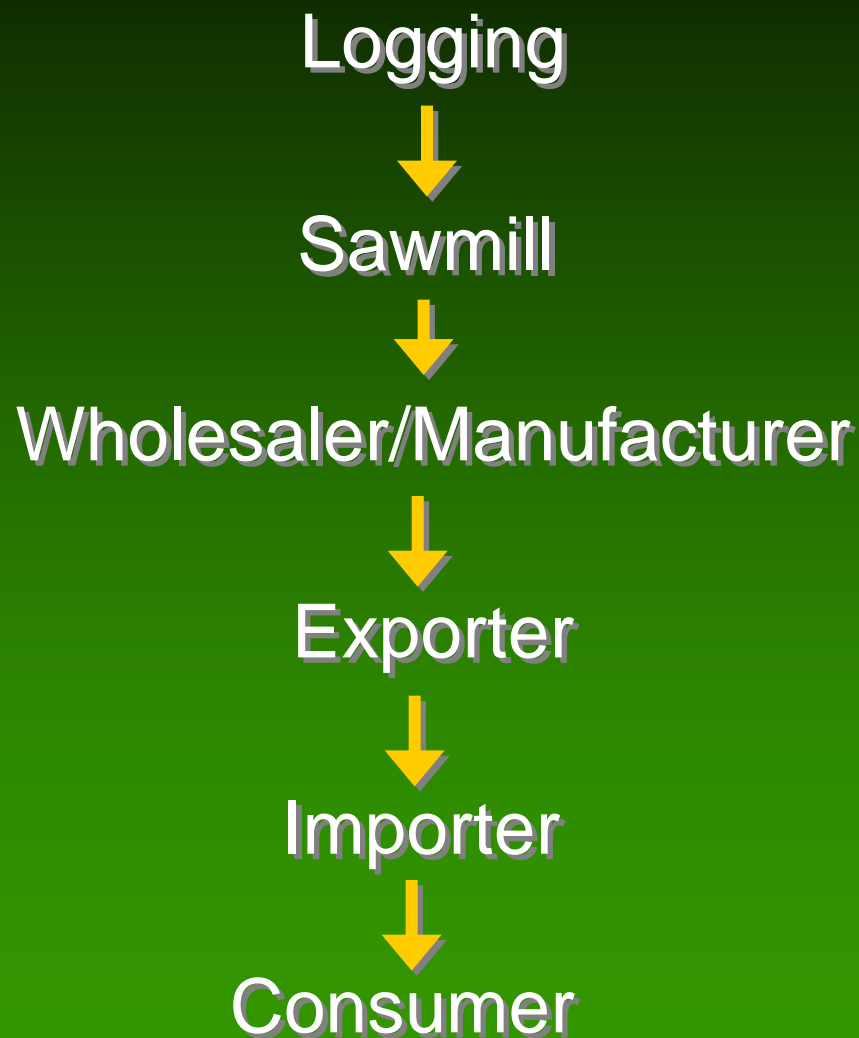 Logging
Sawmill
Wholesaler/Manufacturer
Exporter
Importer
Consumer